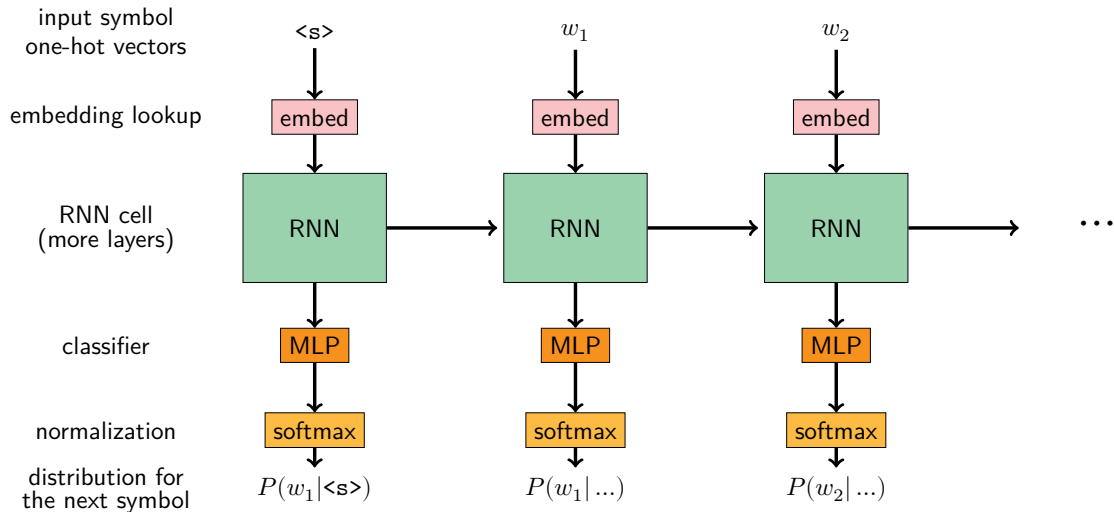 input symbol
one-hot vectors
<s>
w₁
w₂
embedding lookup
embed
embed
embed
RNN cell
(more layers)
RNN
RNN
RNN
...
classifier
MLP
MLP
MLP
normalization
softmax
softmax
softmax
distribution for
the next symbol
P(w₁|<s>)
P(w₁| ...)
P(w₂| ...)